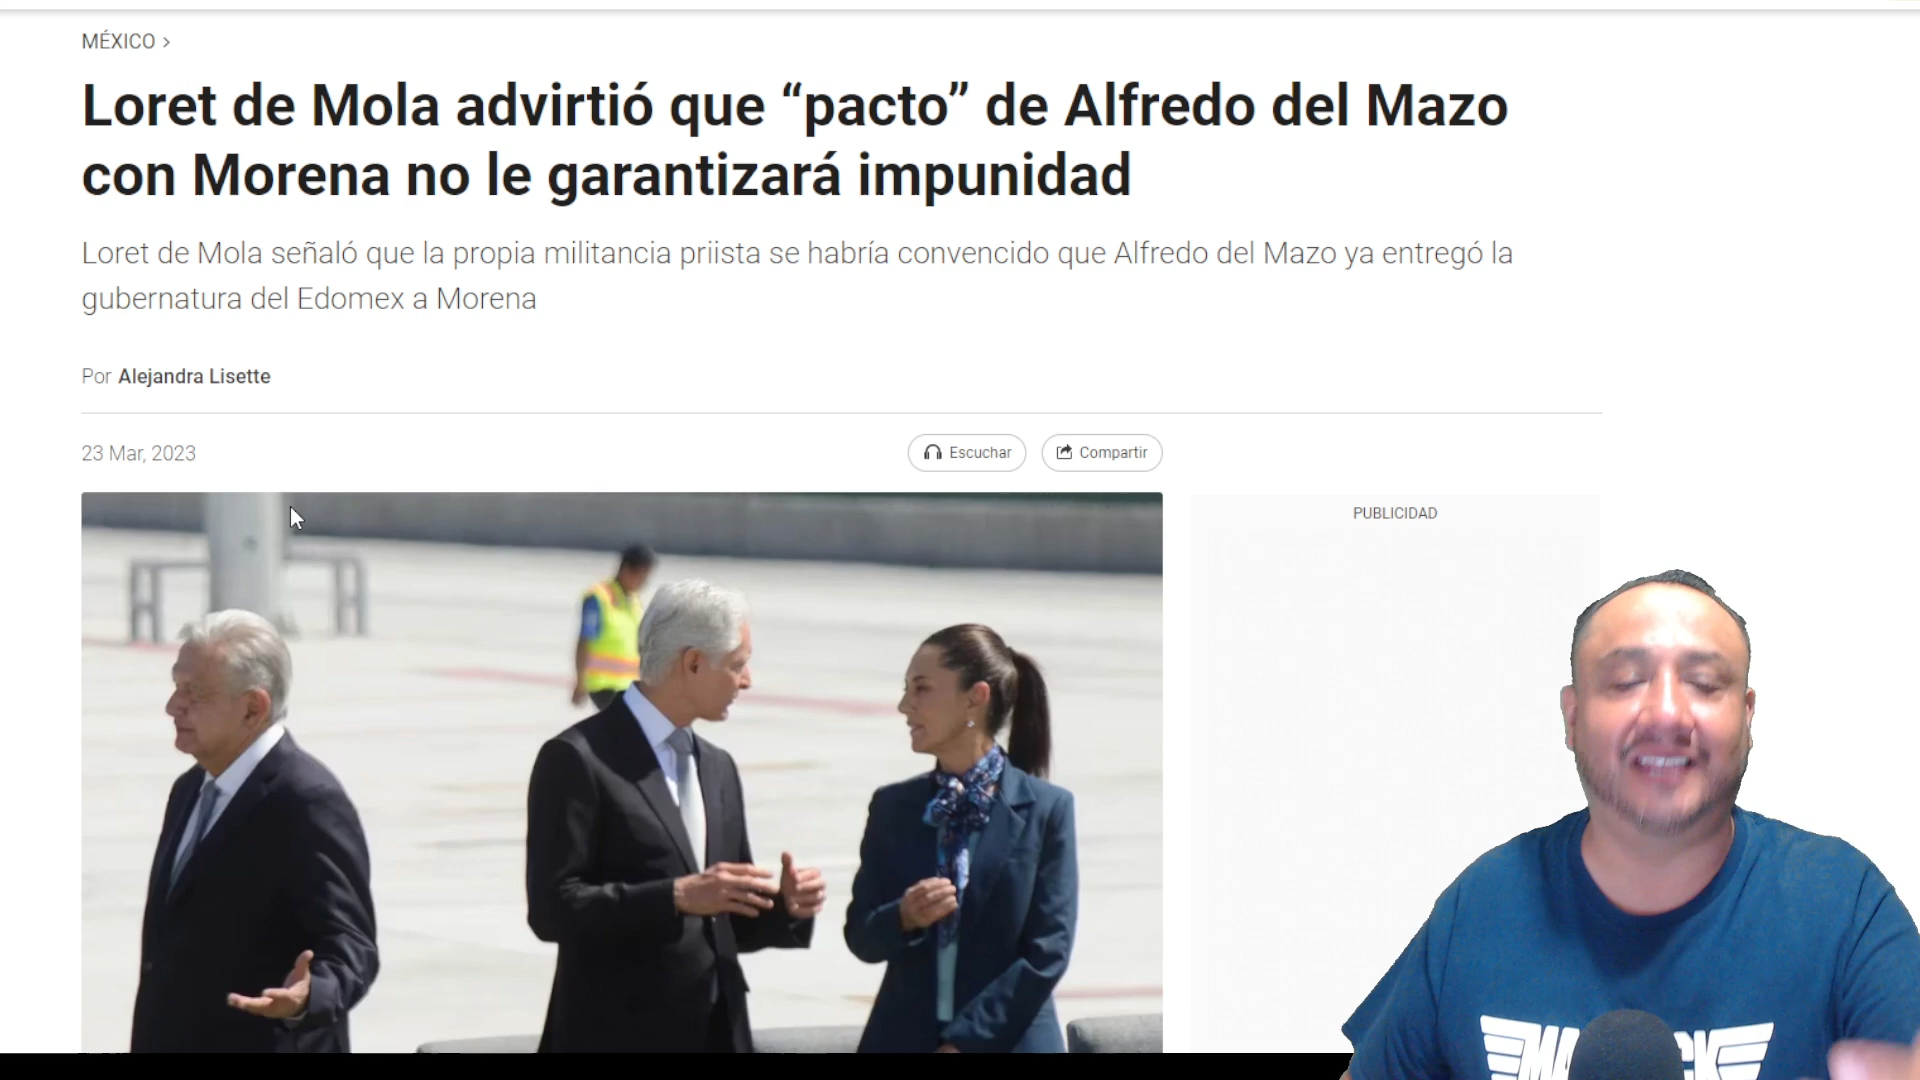 MÉXICO >
Loret de Mola advirtió que “pacto” de Alfredo del Mazo
con Morena no le garantizará impunidad
Loret de Mola señaló que la propia militancia priista se habría convencido que Alfredo del Mazo ya entregó la
gubernatura del Edomex a Morena
Por Alejandra Lisette
23 Mar, 2023
Escuchar
Compartir
PUBLICIDAD